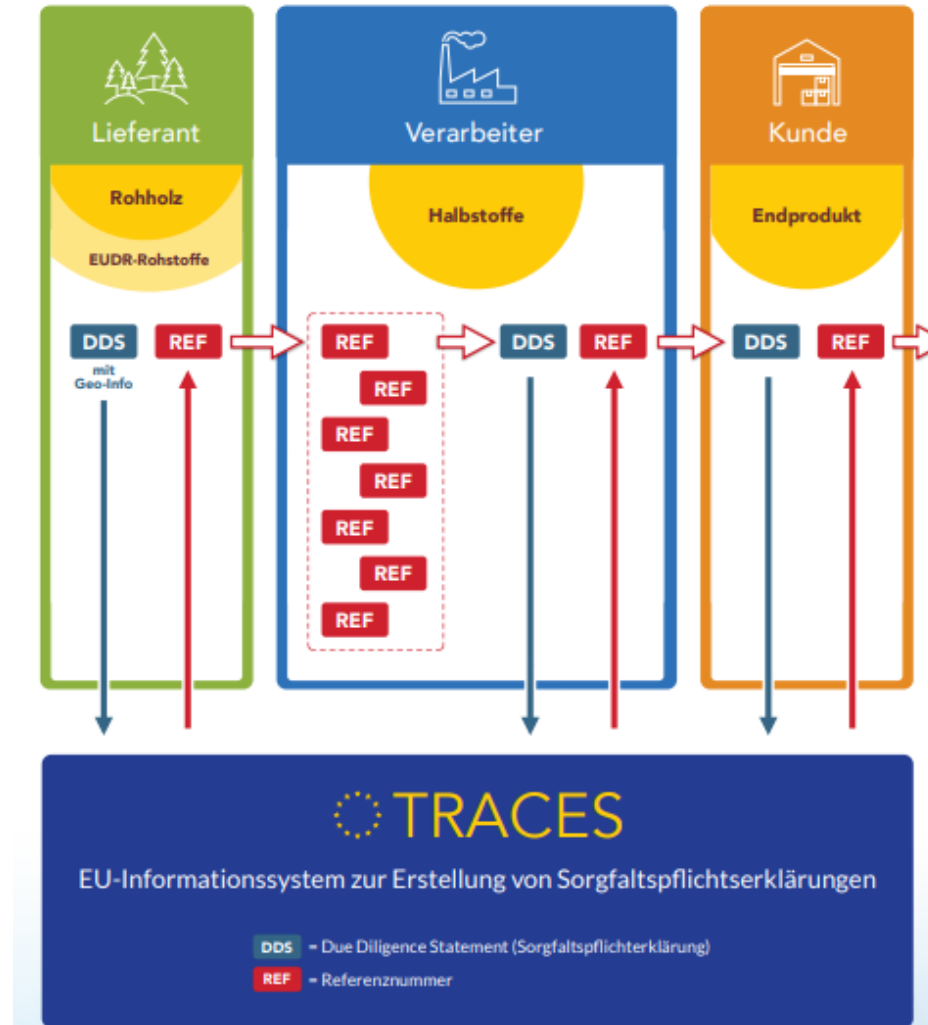 Lieferant
Verarbeiter
Kunde
Rohholz
EUDR-Rohstoffe
Halbstoffe
Endprodukt
DDS
mit
Geo-Info
REF
REF
REF
REF
REF
REF
REF
REF
DDS
REF
DDS
REF
TRACES
EU-Informationssystem zur Erstellung von Sorgfaltspflichtserklärungen
DDS = Due Diligence Statement (Sorgfaltspflichterklärung)
REF = Referenznummer